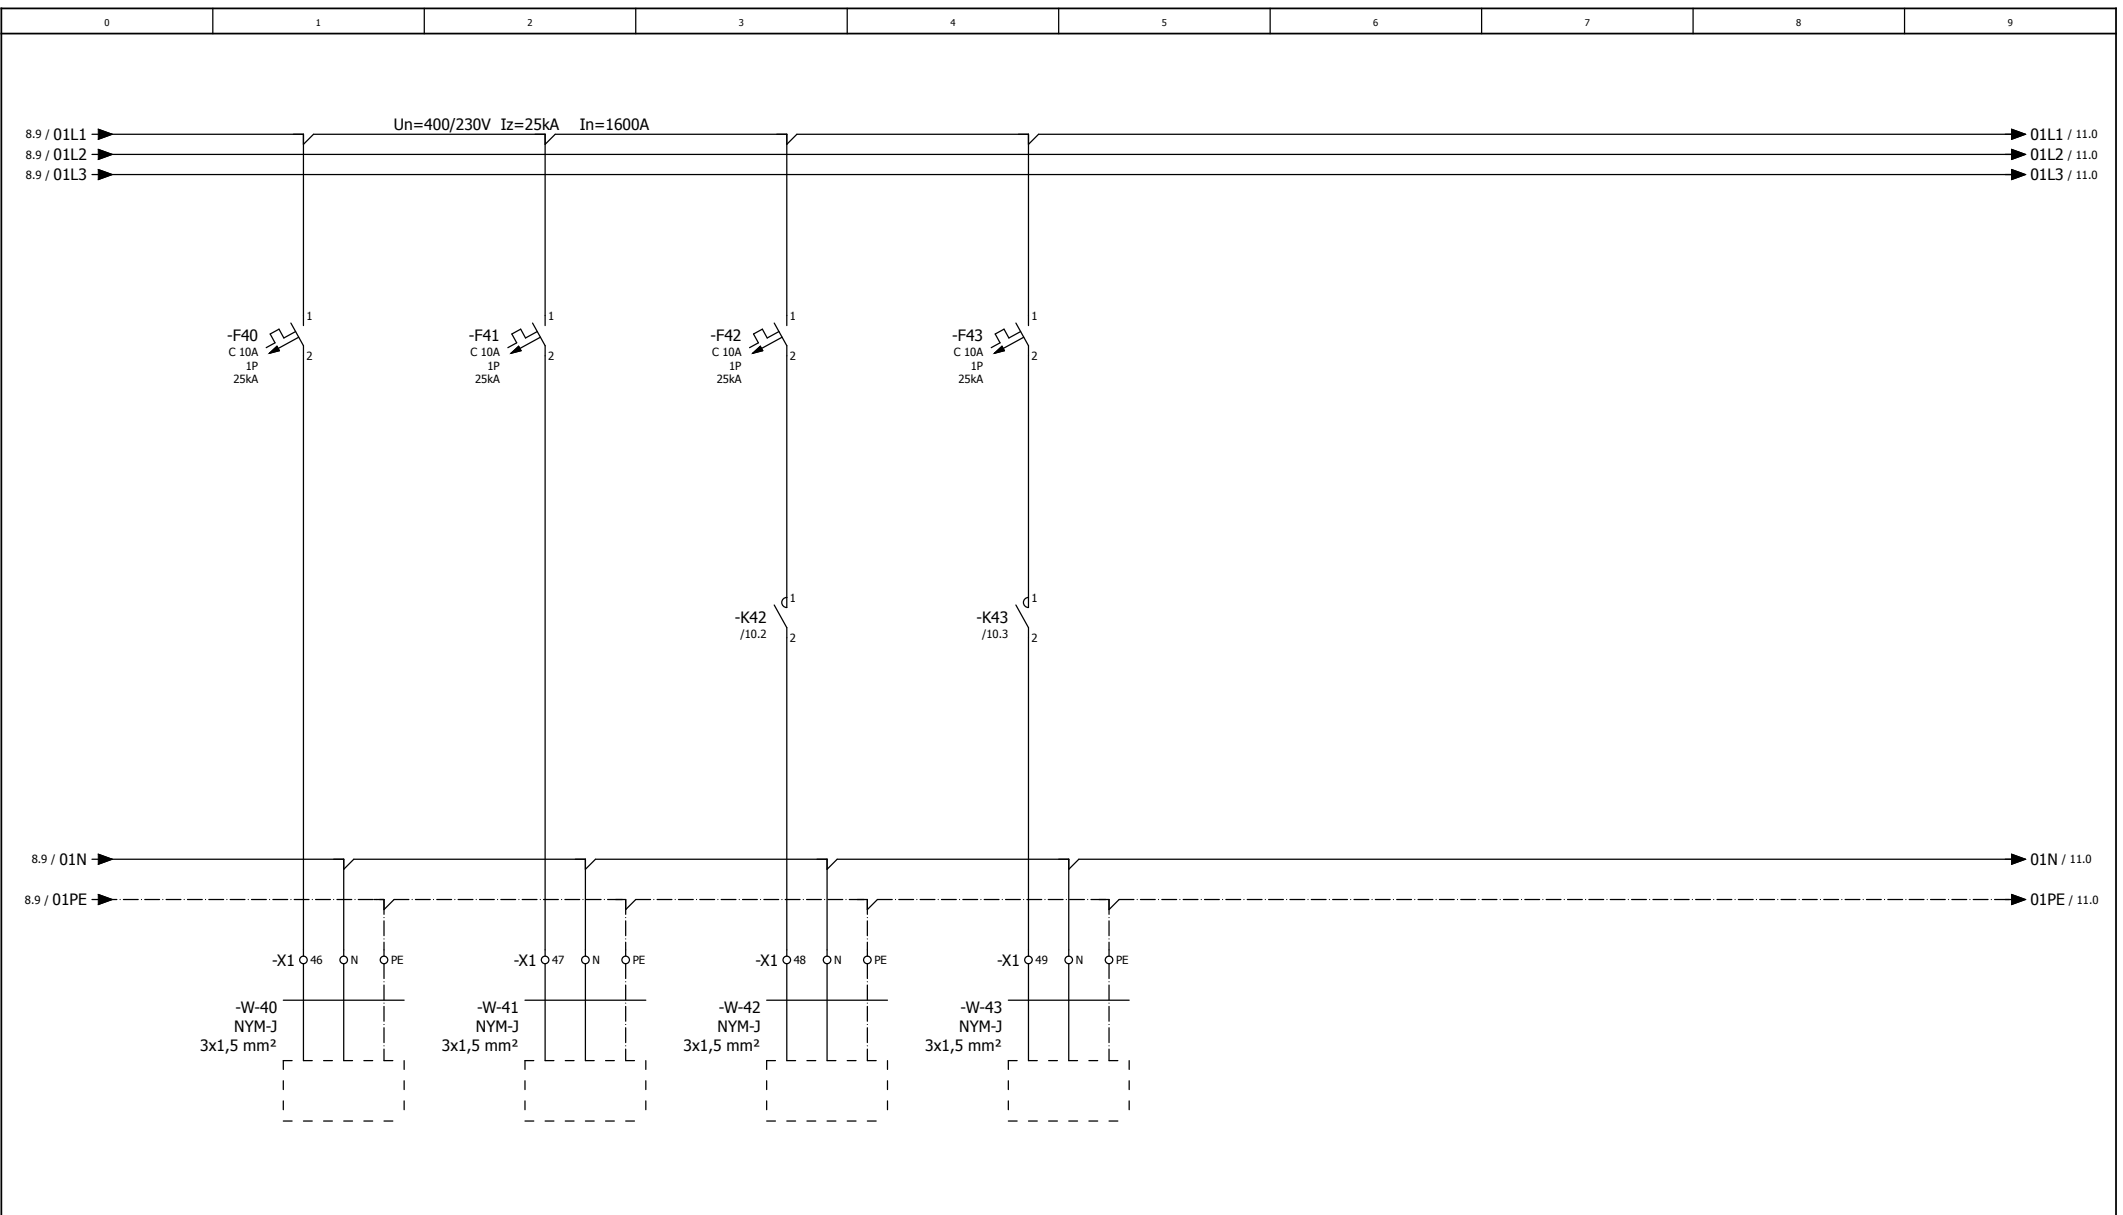 0 1 2 3 4 5 6 7 8 9
Un=400/230V Iz=25kA In=1600A
8.9 / 01L1 01L1 / 11.0
8.9 / 01L2 01L2 / 11.0
8.9 / 01L3 01L3 / 11.0
1 1 1 1
-F40 -F41 -F42 -F43
C 10A 2 C 10A 2 C 10A 2 C 10A 2
1P 1P 1P 1P
25kA 25kA 25kA 25kA
1 1
-K42 -K43
/10.2 2 /10.3 2
8.9 / 01N 01N / 11.0
8.9 / 01PE 01PE / 11.0
-X1 46 N PE -X1 47 N PE -X1 48 N PE -X1 49 N PE
-W-40 -W-41 -W-42 -W-43
NYM-J NYM-J NYM-J NYM-J
3x1,5 mm² 3x1,5 mm² 3x1,5 mm² 3x1,5 mm²